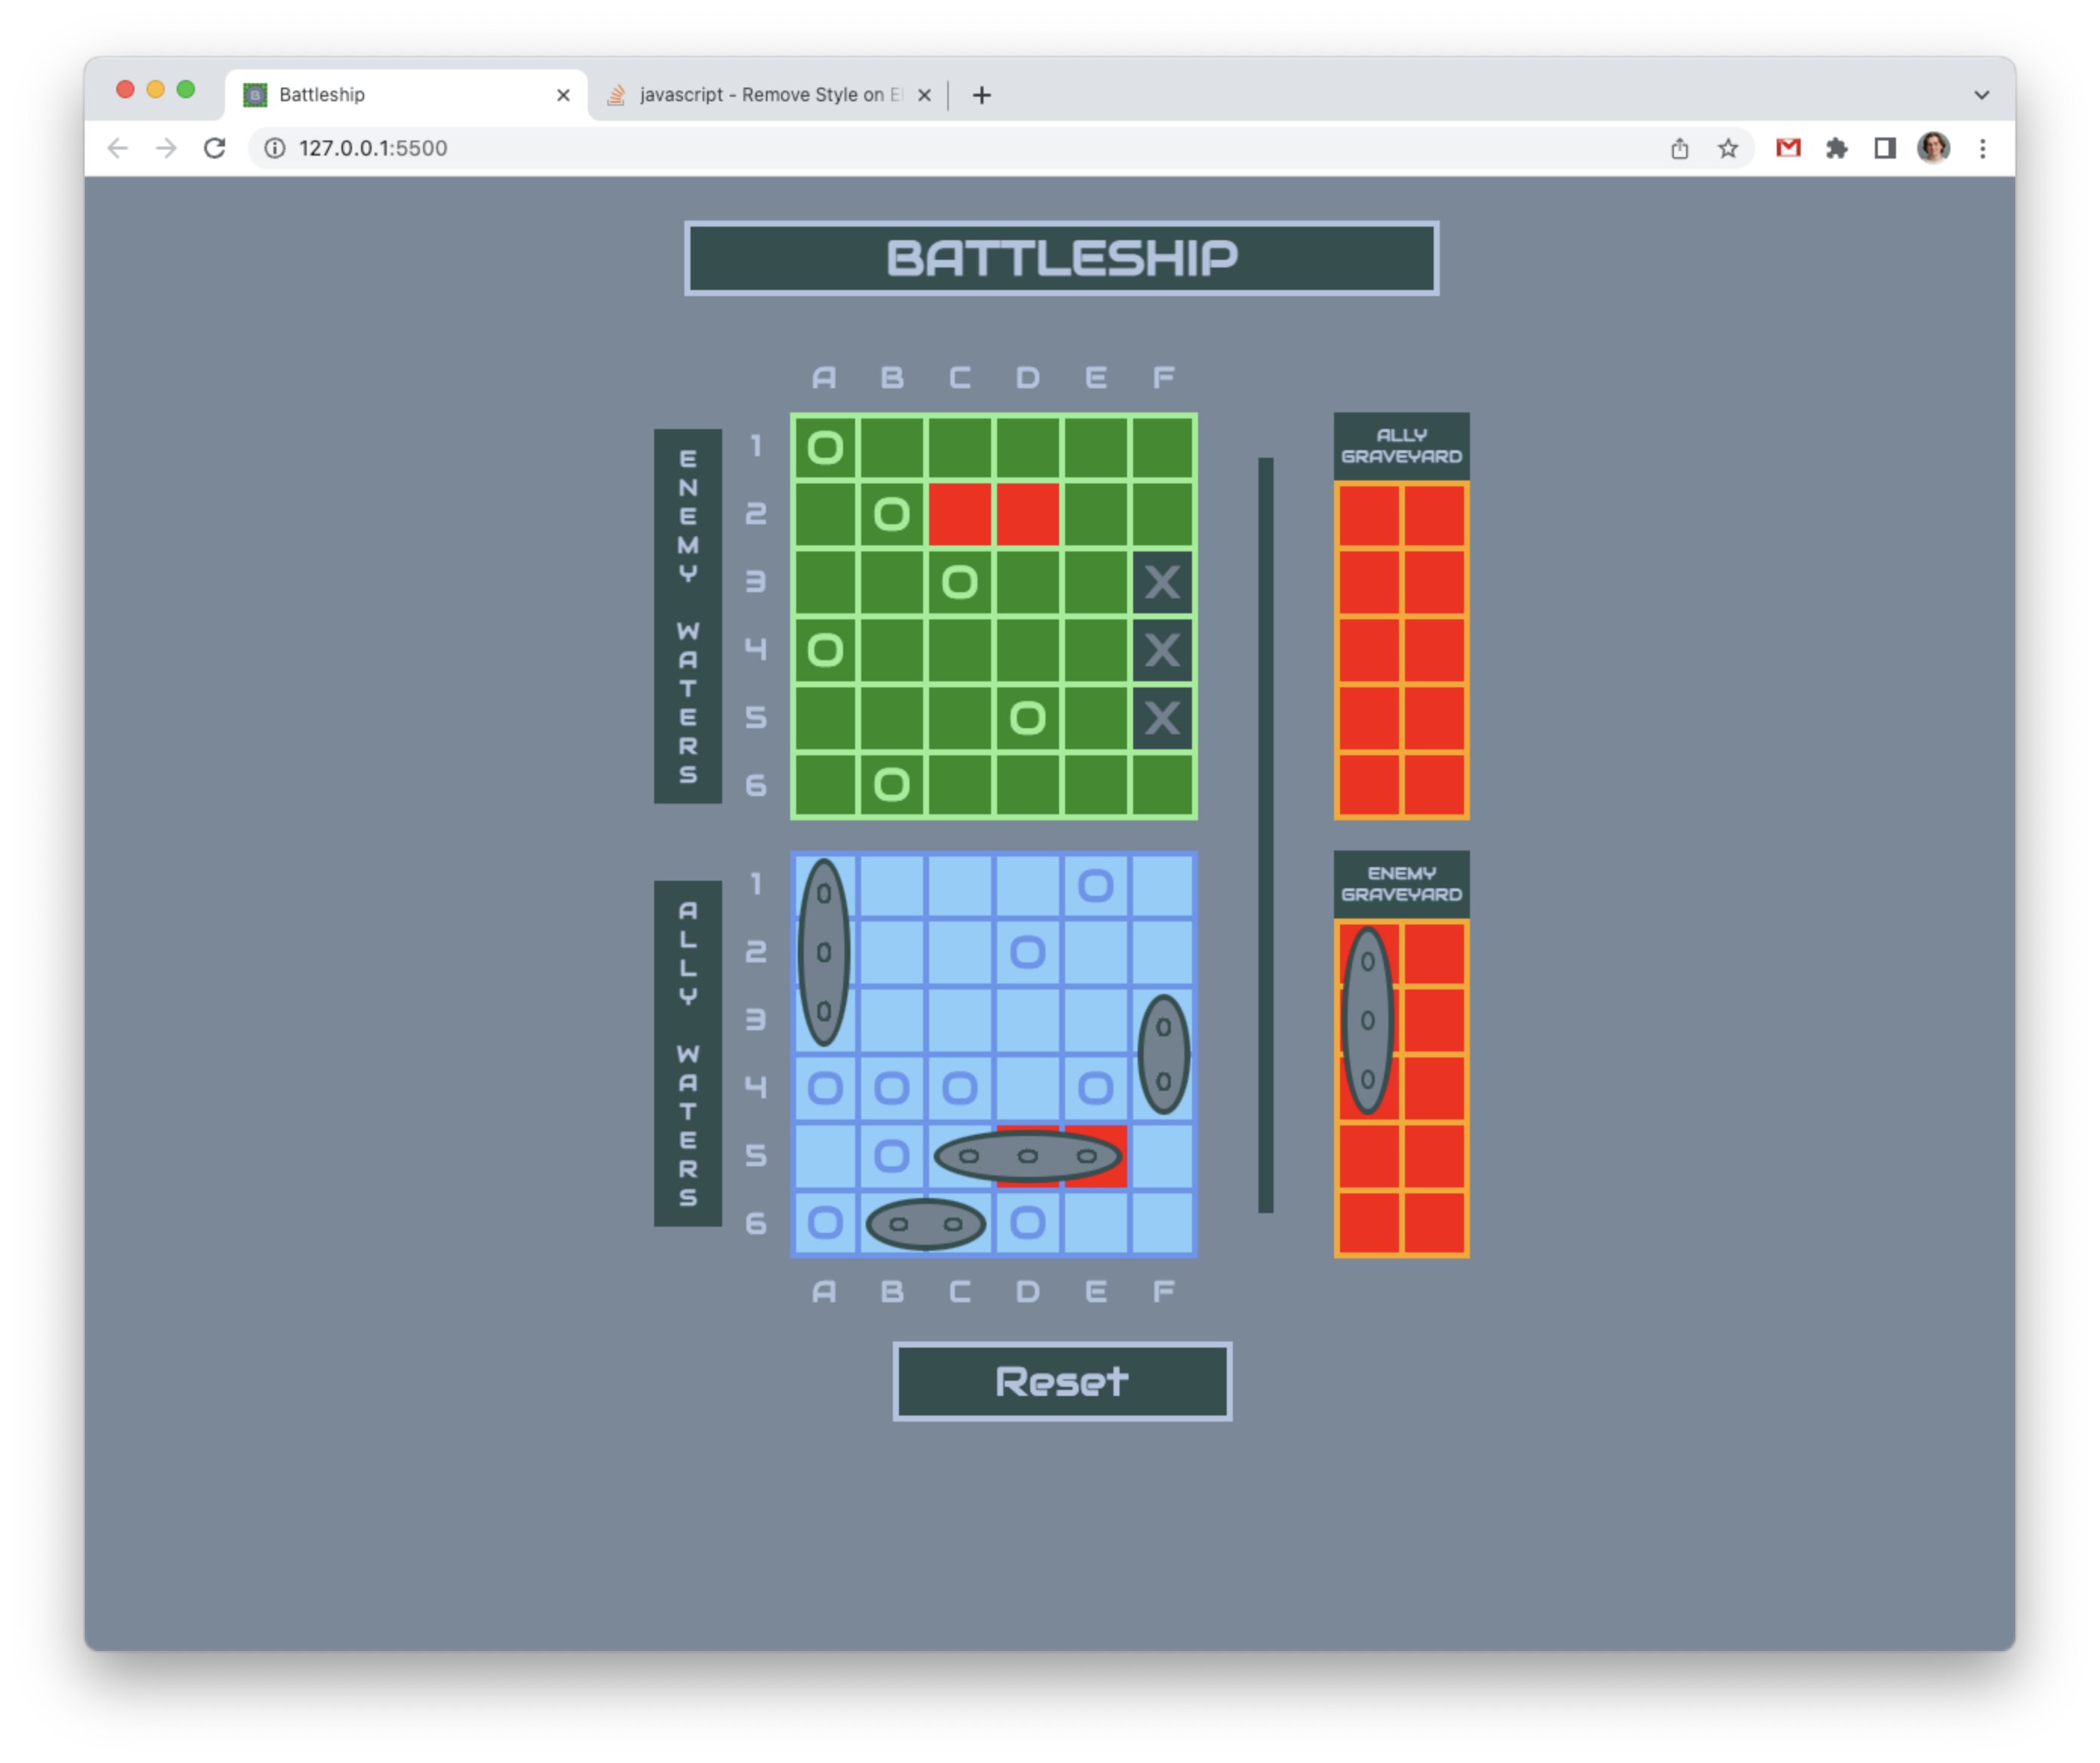 Battleship
javascript - Remove Style on El
127.0.0.1:5500
BATTLESHIP
A B C D E F
ENEMY WATERS
1 O
2 O
3 O X
4 O X
5 O X
6 O
ALLY
GRAVEYARD
ALLY WATERS
1 O
2 O
3
4 O O O O
5 O
6 O O
A B C D E F
ENEMY
GRAVEYARD
Reset